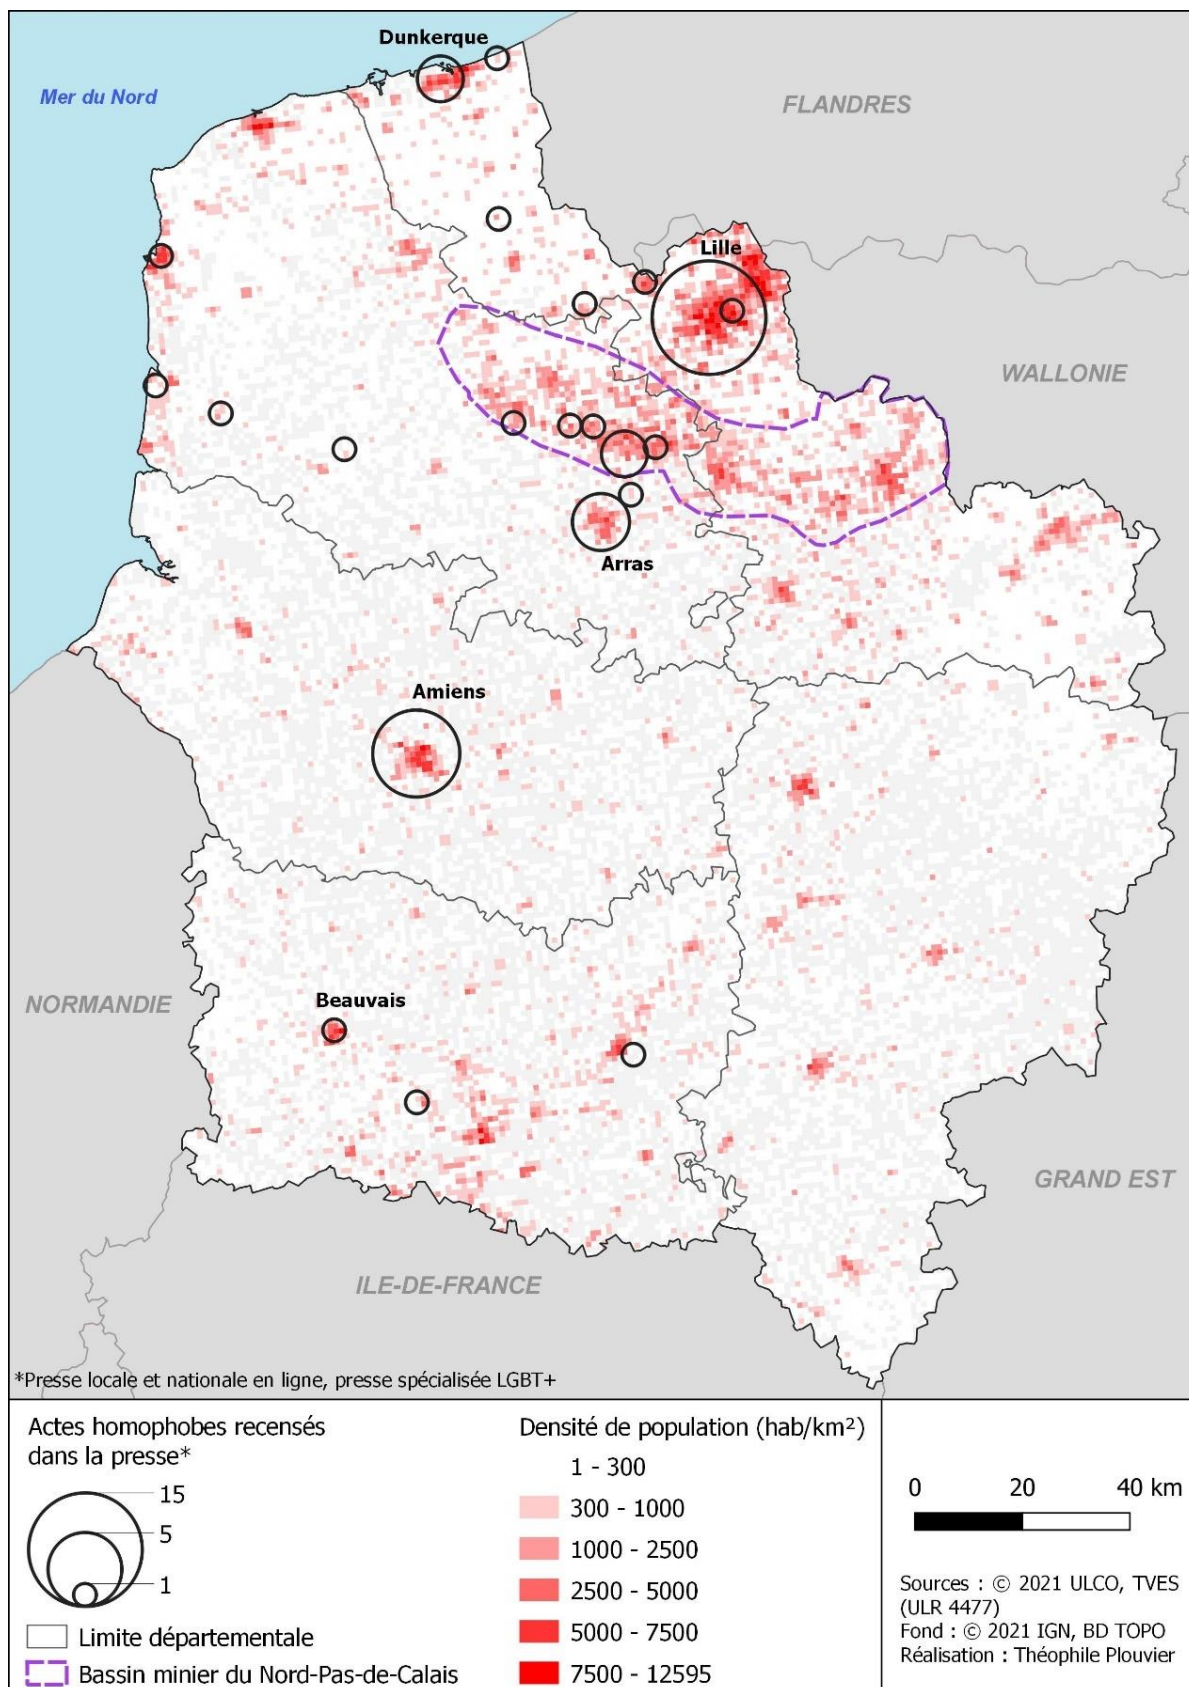 Dunkerque
Mer du Nord
FLANDRES
Lille
WALLONIE
Arras
Amiens
NORMANDIE
Beauvais
GRAND EST
ILE-DE-FRANCE
*Presse locale et nationale en ligne, presse spécialisée LGBT+
Actes homophobes recensés
dans la presse*
15
5
1
Limite départementale
Bassin minier du Nord-Pas-de-Calais
Densité de population (hab/km²)
1 - 300
300 - 1000
1000 - 2500
2500 - 5000
5000 - 7500
7500 - 12595
0 20 40 km
Sources : © 2021 ULCO, TVES
(ULR 4477)
Fond : © 2021 IGN, BD TOPO
Réalisation : Théophile Plouvier